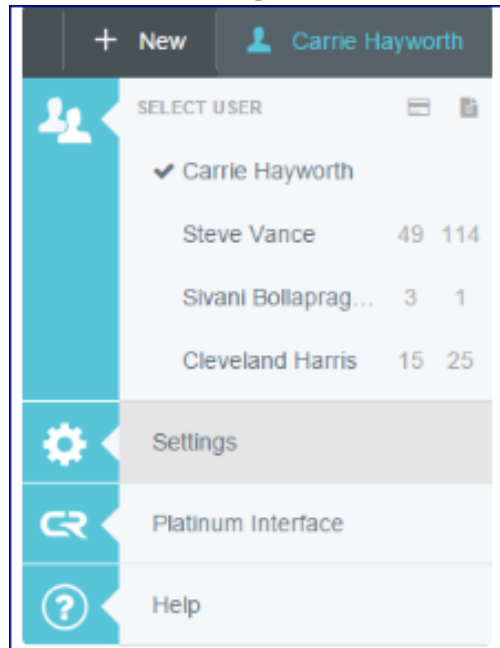 + New Carrie Hayworth
SELECT USER
✔ Carrie Hayworth
Steve Vance 49 114
Sivani Bollaprag... 3 1
Cleveland Harris 15 25
Settings
CR Platinum Interface
? Help